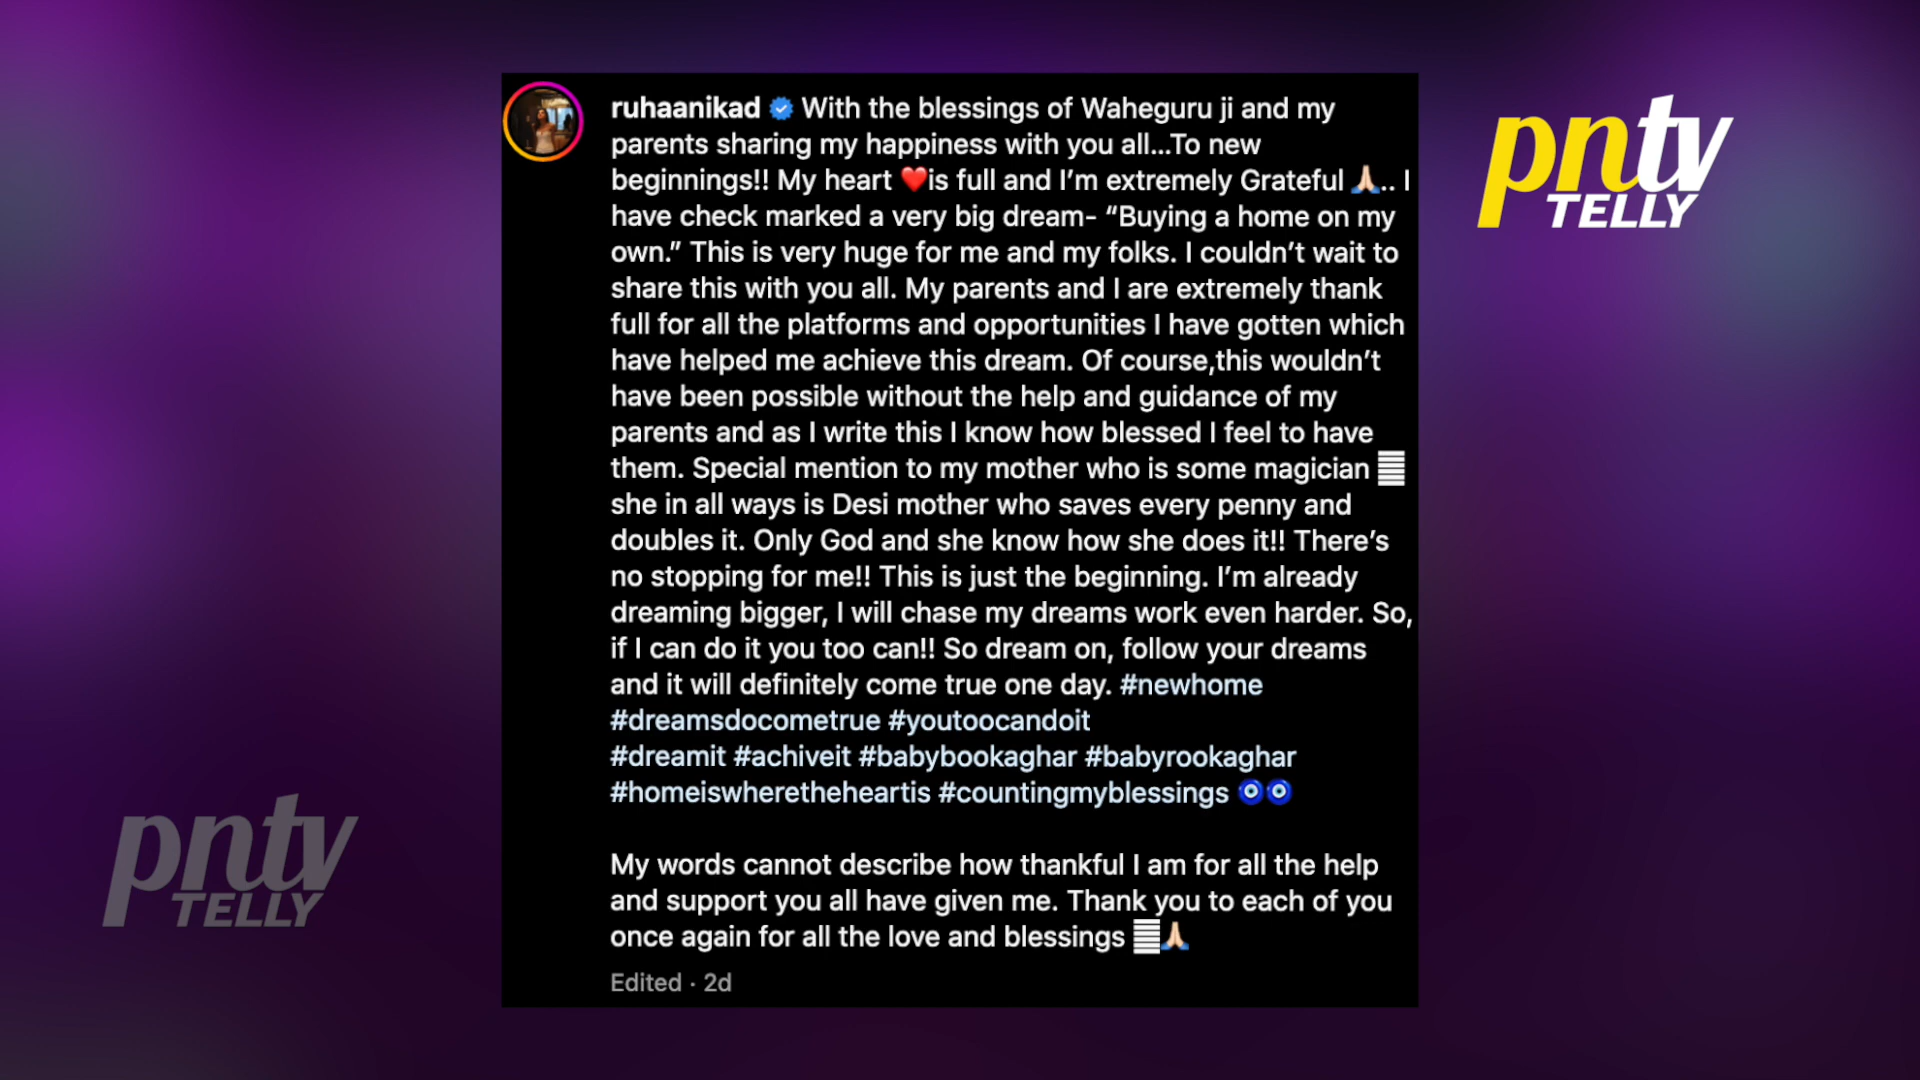 ruhaanikad With the blessings of Waheguru ji and my
parents sharing my happiness with you all...To new
beginnings!! My heart ❤️is full and I'm extremely Grateful 🙏🏻.. I
have check marked a very big dream- “Buying a home on my
own.” This is very huge for me and my folks. I couldn't wait to
share this with you all. My parents and I are extremely thank
full for all the platforms and opportunities I have gotten which
have helped me achieve this dream. Of course,this wouldn't
have been possible without the help and guidance of my
parents and as I write this I know how blessed I feel to have
them. Special mention to my mother who is some magician
she in all ways is Desi mother who saves every penny and
doubles it. Only God and she know how she does it!! There's
no stopping for me!! This is just the beginning. I'm already
dreaming bigger, I will chase my dreams work even harder. So,
if I can do it you too can!! So dream on, follow your dreams
and it will definitely come true one day. #newhome
#dreamsdocometrue #youtoocandoit
#dreamit #achiveit #babybookaghar #babyrookaghar
#homeiswheretheheartis #countingmyblessings 🧿🧿
My words cannot describe how thankful I am for all the help
and support you all have given me. Thank you to each of you
once again for all the love and blessings 🙏🏻
Edited · 2d
pntv
TELLY
pntv
TELLY